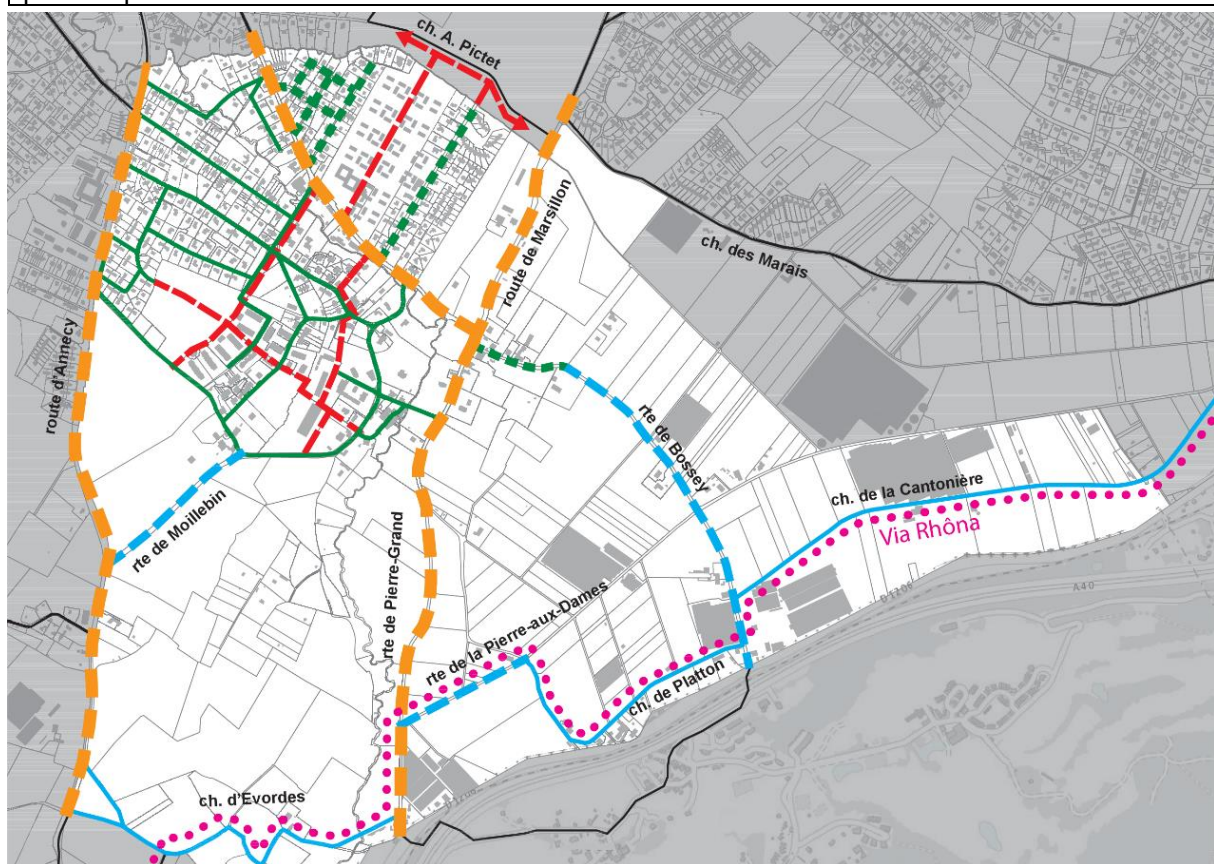 ch. A. Pictet
route de Marsillon
ch. des Marais
route d'Annecy
rte de Bossey
rte de Moillebin
ch. de la Cantonière
Via Rhôna
A40
D1206
rte de Pierre-Grand
rte de la Pierre-aux-Dames
ch. de Platton
ch. d'Evordes
D1206